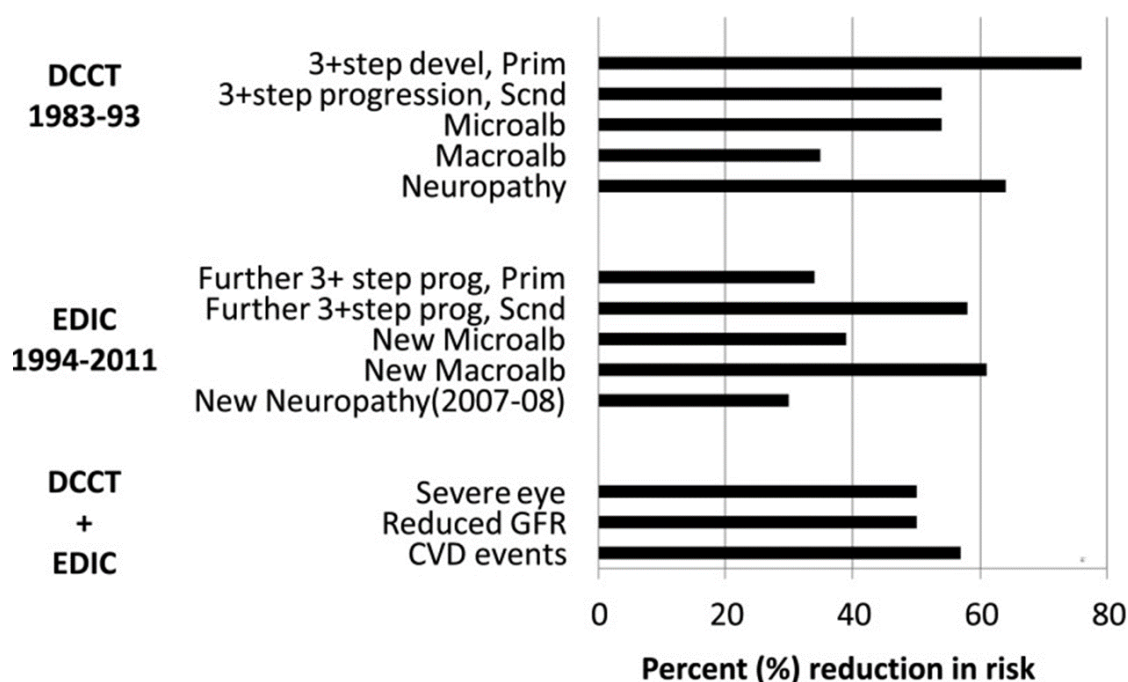 DCCT
1983-93
3+step devel, Prim
3+step progression, Scnd
Microalb
Macroalb
Neuropathy
EDIC
1994-2011
Further 3+ step prog, Prim
Further 3+step prog, Scnd
New Microalb
New Macroalb
New Neuropathy(2007-08)
DCCT
+
EDIC
Severe eye
Reduced GFR
CVD events
0 20 40 60 80
Percent (%) reduction in risk